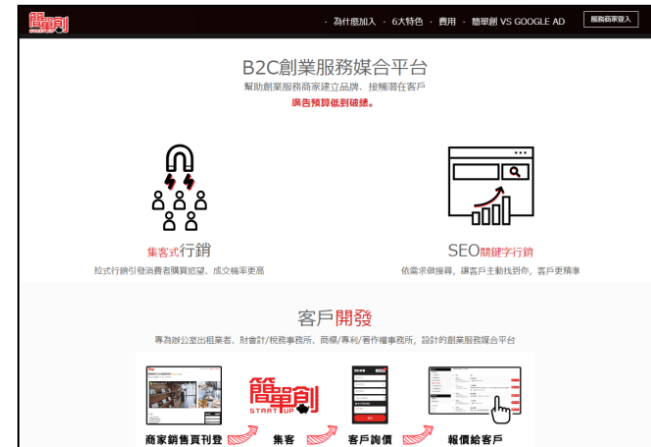 簡單創
· 為什麼加入 · 6大特色 · 費用 · 簡單創 VS GOOGLE AD
服務商家登入
B2C創業服務媒合平台
幫助創業服務商家建立品牌、接觸潛在客戶
廣告預算低到破錶。
集客式行銷
拉式行銷引發消費者購買慾望、成交機率更高
SEO關鍵字行銷
依需求做搜尋, 讓客戶主動找到你, 客戶更精準
客戶開發
專為辦公室出租業者、財會計/稅務事務所、商標/專利/著作權事務所, 設計的創業服務媒合平台
簡單創
START UP
商家銷售頁刊登
集客
客戶詢價
報價給客戶